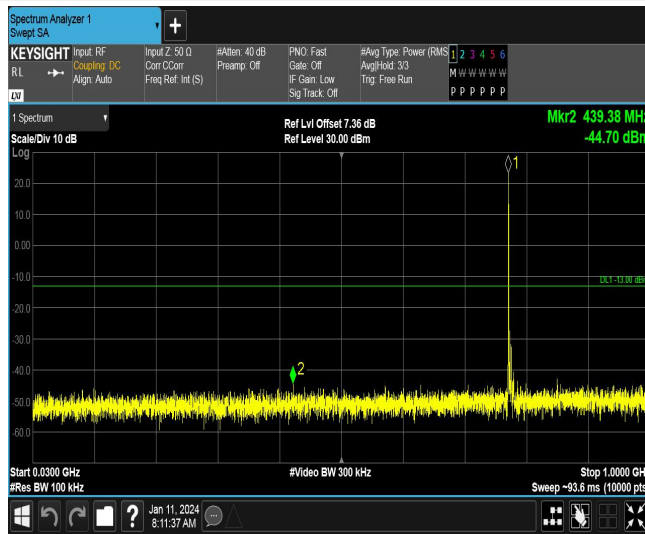 Spectrum Analyzer 1
Swept SA
+
KEYSIGHT
RL
LXI
Input: RF
Coupling: DC
Align: Auto
Input Z: 50 Ω
Corr CCorr
Freq Ref: Int (S)
#Atten: 40 dB
Preamp: Off
PNO: Fast
Gate: Off
IF Gain: Low
Sig Track: Off
#Avg Type: Power (RMS
Avg|Hold: 3/3
Trig: Free Run
1 2 3 4 5 6
M W W W W W
P P P P P P
1 Spectrum
Scale/Div 10 dB
Log
Ref Lvl Offset 7.36 dB
Ref Level 30.00 dBm
Mkr2 439.38 MH
-44.70 dBm
1
20.0
10.0
0.00
-10.0
DL1 -13.00 dB
-20.0
-30.0
-40.0
2
-50.0
-60.0
Start 0.0300 GHz
#Res BW 100 kHz
#Video BW 300 kHz
Stop 1.0000 GH
Sweep ~93.6 ms (10000 pts
?
Jan 11, 2024
8:11:37 AM